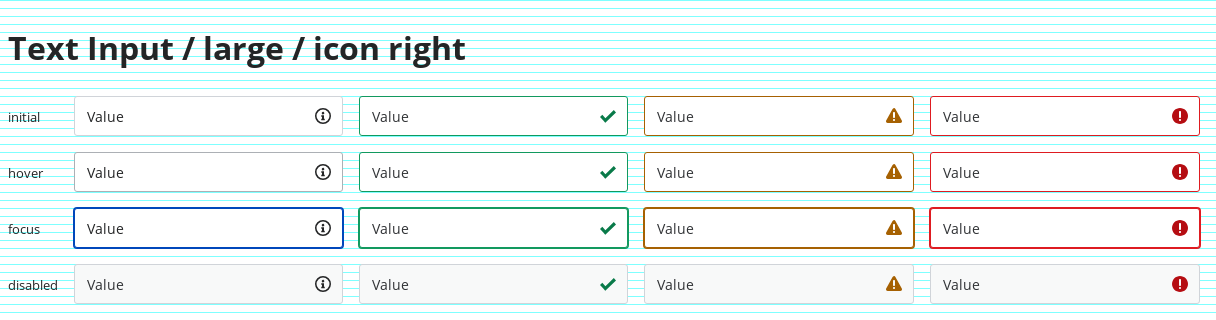 Text Input / large / icon right
initial Value Value Value Value
hover Value Value Value Value
focus Value Value Value Value
disabled Value Value Value Value